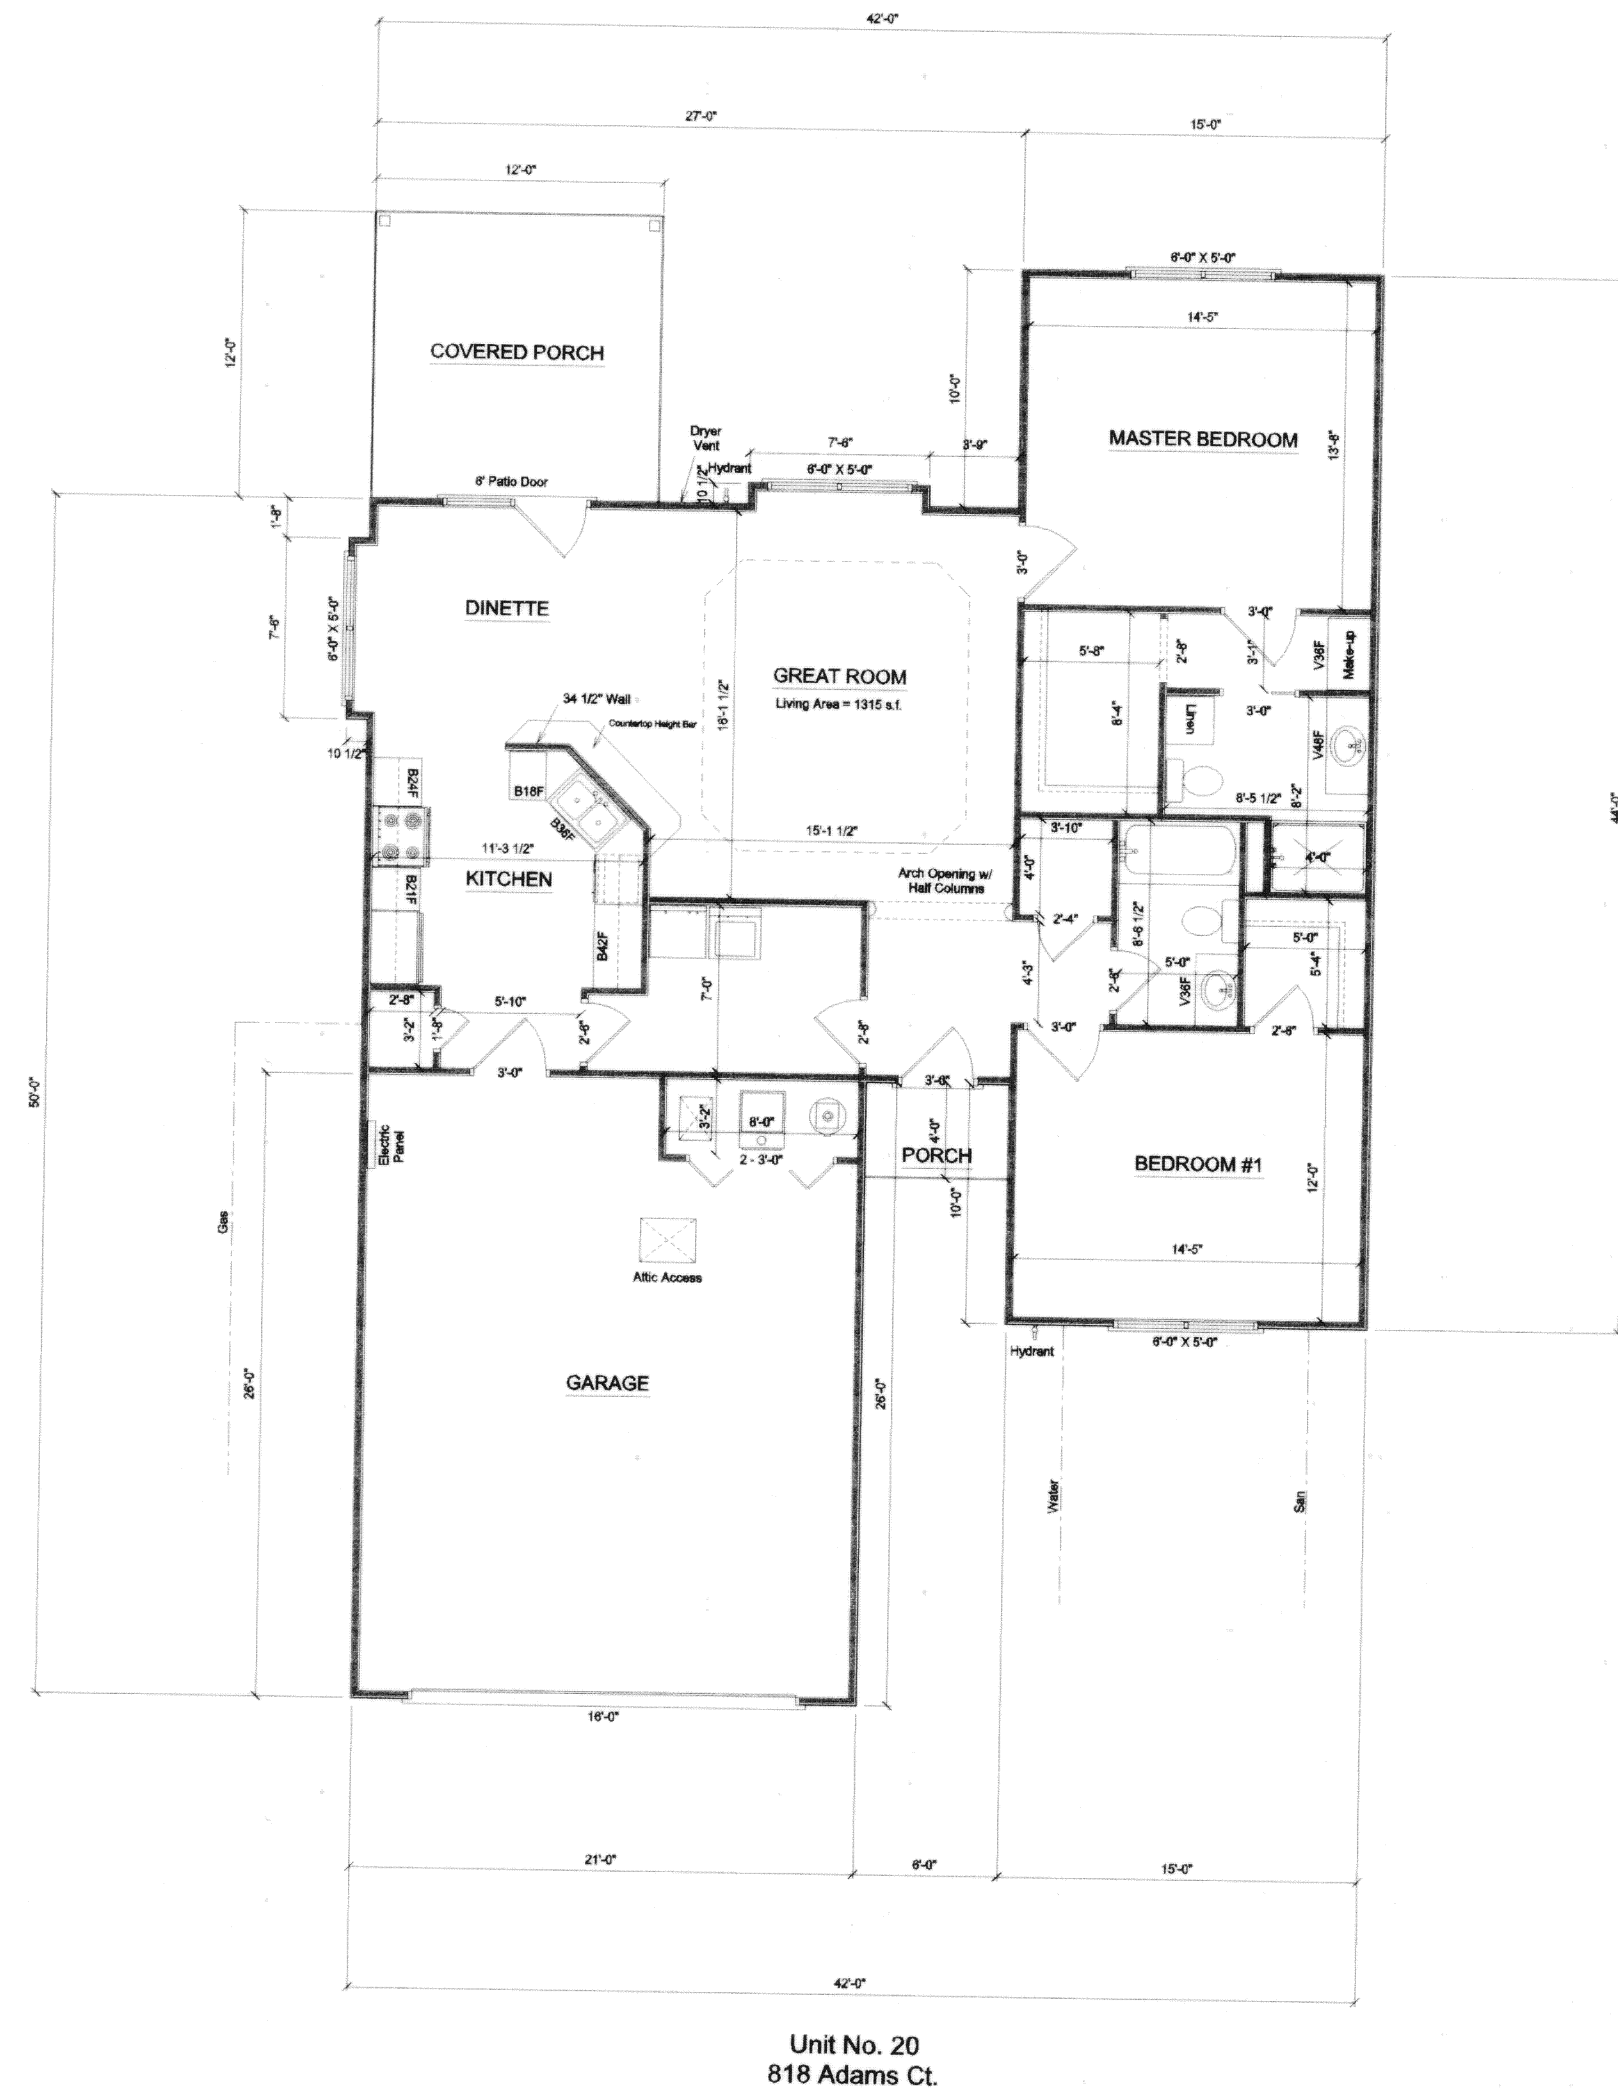 42'-0"
27'-0"
15'-0"
12'-0"
12'-0"
COVERED PORCH
6'-0" X 5'-0"
14'-5"
10'-0"
MASTER BEDROOM
13'-8"
Dryer
Vent
Hydrant
10 1/2"
7'-6"
3'-9"
6'-0" X 5'-0"
6' Patio Door
1'-8"
7'-6"
6'-0" X 5'-0"
10 1/2"
DINETTE
3'-0"
GREAT ROOM
Living Area = 1315 s.f.
16'-1 1/2"
34 1/2" Wall
Countertop Height Bar
5'-8"
8'-4"
2'-8"
3'-0"
3'-1"
V36F
Make-up
3'-0"
Linen
V48F
8'-5 1/2"
8'-2"
4'-0"
44'-0"
B24F
B18F
B36F
11'-3 1/2"
KITCHEN
B21F
B42F
15'-1 1/2"
Arch Opening w/
Half Columns
3'-10"
4'-0"
2'-4"
8'-6 1/2"
4'-3"
5'-0"
2'-6"
V36F
5'-0"
5'-4"
2'-8"
3'-0"
2'-8"
3'-2"
1'-8"
5'-10"
2'-6"
3'-0"
7'-0"
2'-8"
3'-0"
50'-0"
Electric
Panel
3'-2"
6'-0"
2 - 3'-0"
4'-0"
PORCH
10'-0"
BEDROOM #1
12'-0"
14'-5"
6'-0" X 5'-0"
Hydrant
Gas
Attic Access
26'-0"
GARAGE
26'-0"
Water
San
16'-0"
21'-0"
6'-0"
15'-0"
42'-0"
Unit No. 20
818 Adams Ct.